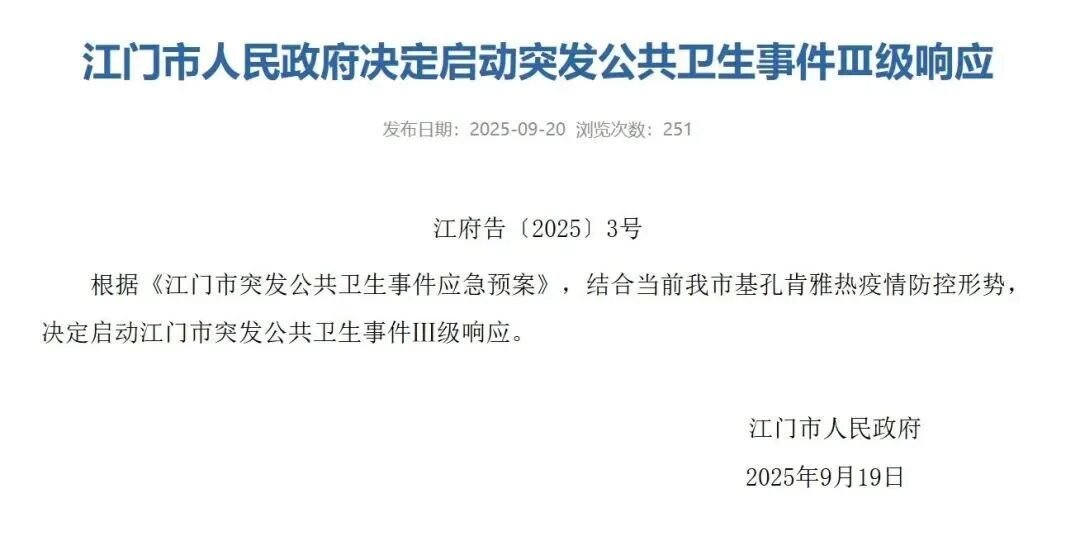 江门市人民政府决定启动突发公共卫生事件Ⅲ级响应
发布日期：2025-09-20 浏览次数：251
江府告〔2025〕3号
根据《江门市突发公共卫生事件应急预案》，结合当前我市基孔肯雅热疫情防控形势，
决定启动江门市突发公共卫生事件Ⅲ级响应。
江门市人民政府
2025年9月19日